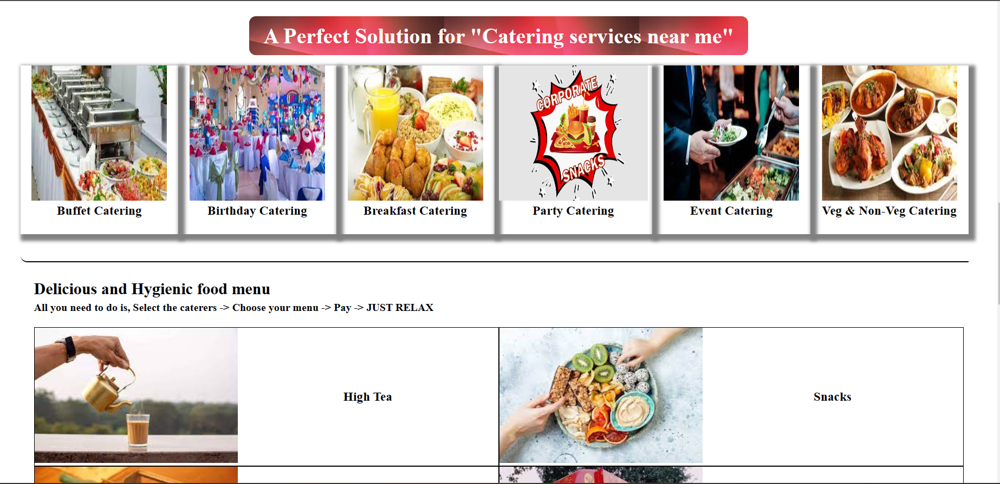 A Perfect Solution for "Catering services near me"
CORPORATE
SNACKS
Buffet Catering
Birthday Catering
Breakfast Catering
Party Catering
Event Catering
Veg & Non-Veg Catering
Delicious and Hygienic food menu
All you need to do is, Select the caterers -> Choose your menu -> Pay -> JUST RELAX
High Tea
Snacks